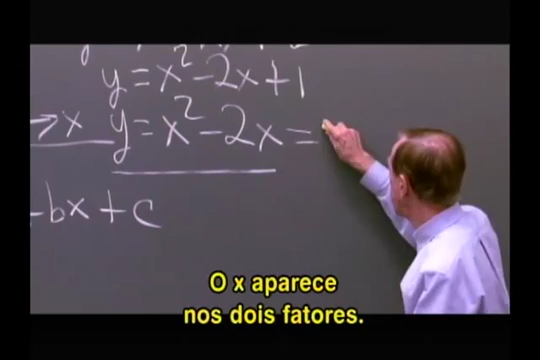 y=x²-2x+1
→x y=x²-2x=
-bx+c
O x aparece
nos dois fatores.